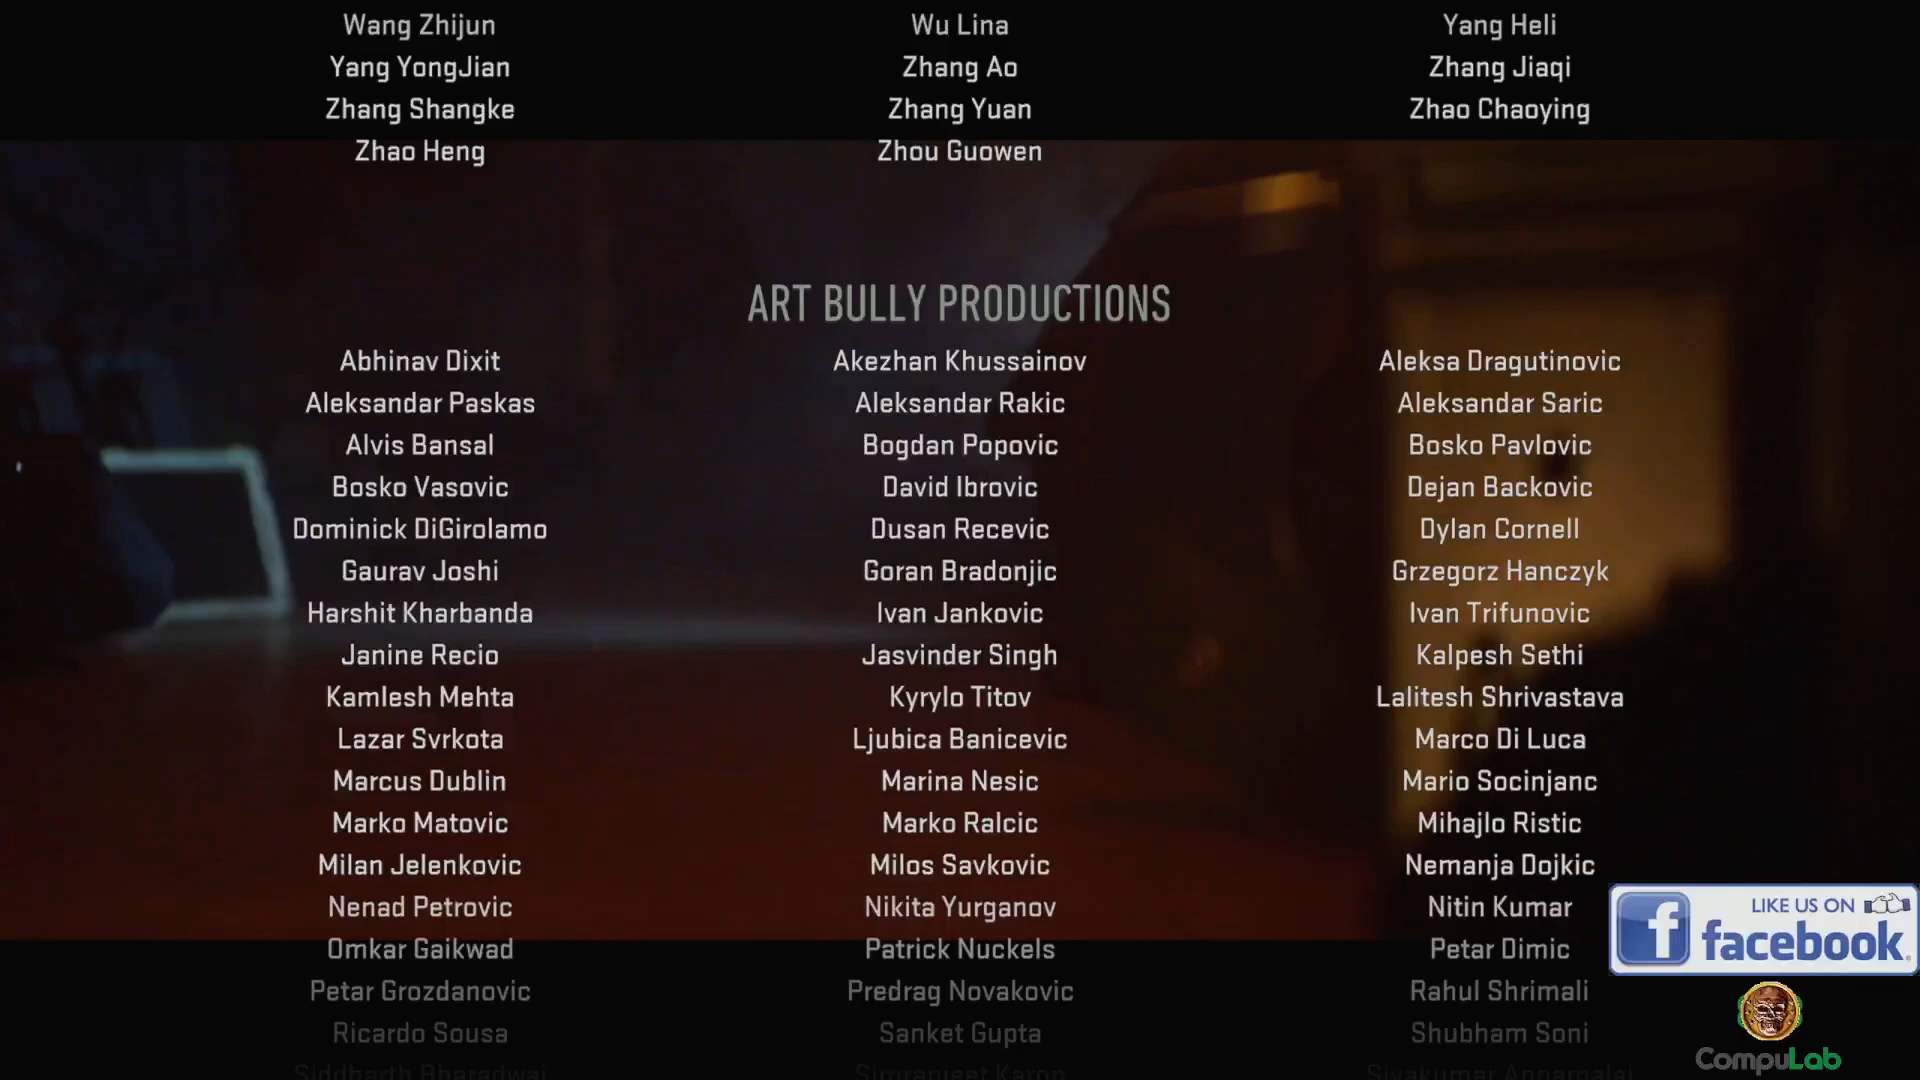 Wang Zhijun Wu Lina Yang Heli
Yang YongJian Zhang Ao Zhang Jiaqi
Zhang Shangke Zhang Yuan Zhao Chaoying
Zhao Heng Zhou Guowen
ART BULLY PRODUCTIONS
Abhinav Dixit Akezhan Khussainov Aleksa Dragutinovic
Aleksandar Paskas Aleksandar Rakic Aleksandar Saric
Alvis Bansal Bogdan Popovic Bosko Pavlovic
Bosko Vasovic David Ibrovic Dejan Backovic
Dominick DiGirolamo Dusan Recevic Dylan Cornell
Gaurav Joshi Goran Bradonjic Grzegorz Hanczyk
Harshit Kharbanda Ivan Jankovic Ivan Trifunovic
Janine Recio Jasvinder Singh Kalpesh Sethi
Kamlesh Mehta Kyrylo Titov Lalitesh Shrivastava
Lazar Svrkota Ljubica Banicevic Marco Di Luca
Marcus Dublin Marina Nesic Mario Socinjanc
Marko Matovic Marko Ralcic Mihajlo Ristic
Milan Jelenkovic Milos Savkovic Nemanja Dojkic
Nenad Petrovic Nikita Yurganov Nitin Kumar
Omkar Gaikwad Patrick Nuckels Petar Dimic
Petar Grozdanovic Predrag Novakovic Rahul Shrimali
Ricardo Sousa Sanket Gupta Shubham Soni
Siddharth Bharadwaj Simranjeet Karon Sivakumar Annamalai
LIKE US ON
f facebook
CompuLab